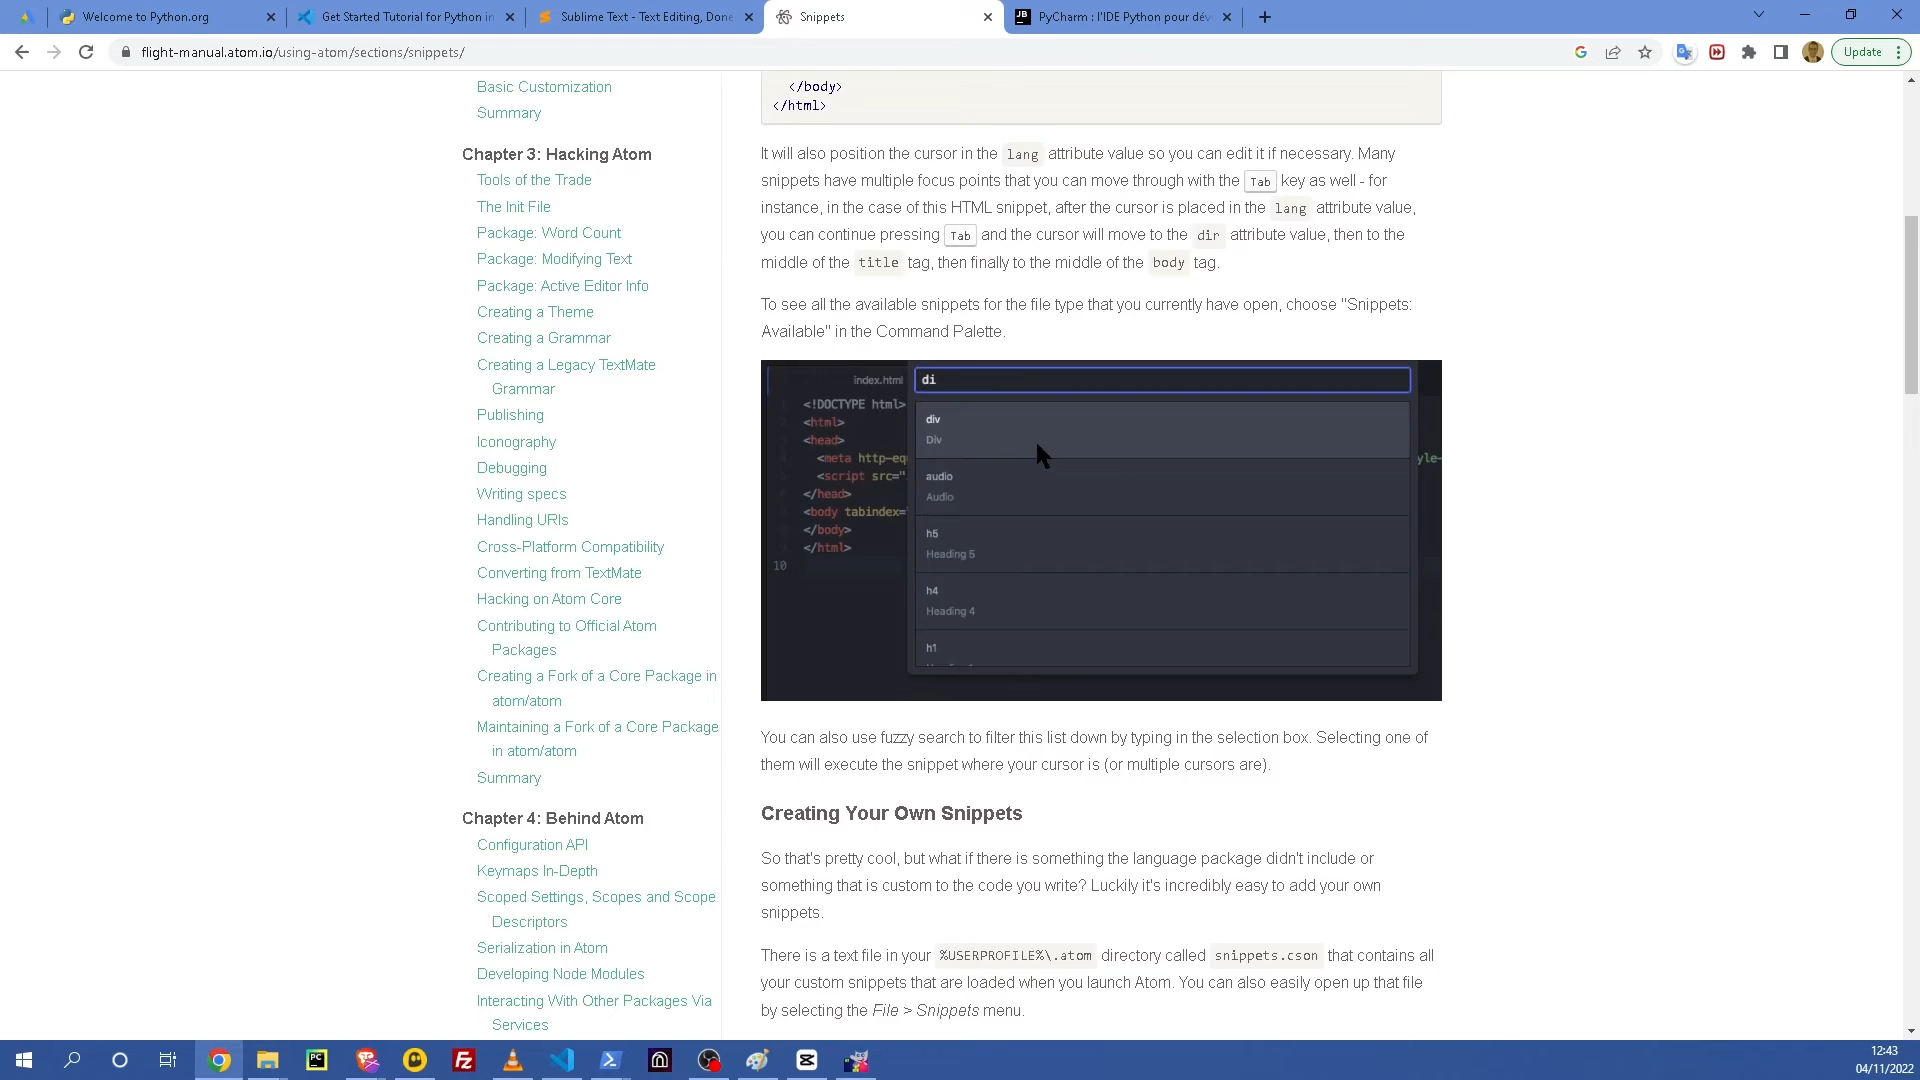 Welcome to Python.org
Get Started Tutorial for Python in
Sublime Text - Text Editing, Done
Snippets
PyCharm : l'IDE Python pour dév
flight-manual.atom.io/using-atom/sections/snippets/
Update
Basic Customization
Summary
Chapter 3: Hacking Atom
Tools of the Trade
The Init File
Package: Word Count
Package: Modifying Text
Package: Active Editor Info
Creating a Theme
Creating a Grammar
Creating a Legacy TextMate
Grammar
Publishing
Iconography
Debugging
Writing specs
Handling URIs
Cross-Platform Compatibility
Converting from TextMate
Hacking on Atom Core
Contributing to Official Atom
Packages
Creating a Fork of a Core Package in
atom/atom
Maintaining a Fork of a Core Package
in atom/atom
Summary
Chapter 4: Behind Atom
Configuration API
Keymaps In-Depth
Scoped Settings, Scopes and Scope
Descriptors
Serialization in Atom
Developing Node Modules
Interacting With Other Packages Via
Services
</body>
</html>
It will also position the cursor in the lang attribute value so you can edit it if necessary. Many
snippets have multiple focus points that you can move through with the Tab key as well - for
instance, in the case of this HTML snippet, after the cursor is placed in the lang attribute value,
you can continue pressing Tab and the cursor will move to the dir attribute value, then to the
middle of the title tag, then finally to the middle of the body tag.
To see all the available snippets for the file type that you currently have open, choose "Snippets:
Available" in the Command Palette.
index.html
di
<!DOCTYPE html>
<html>
<head>
<meta http-eq
yle-
<script src="
</head>
<body tabindex=
</body>
</html>
10
div
Div
audio
Audio
h5
Heading 5
h4
Heading 4
h1
You can also use fuzzy search to filter this list down by typing in the selection box. Selecting one of
them will execute the snippet where your cursor is (or multiple cursors are).
Creating Your Own Snippets
So that's pretty cool, but what if there is something the language package didn't include or
something that is custom to the code you write? Luckily it's incredibly easy to add your own
snippets.
There is a text file in your %USERPROFILE%\.atom directory called snippets.cson that contains all
your custom snippets that are loaded when you launch Atom. You can also easily open up that file
by selecting the File > Snippets menu.
12:43
04/11/2022